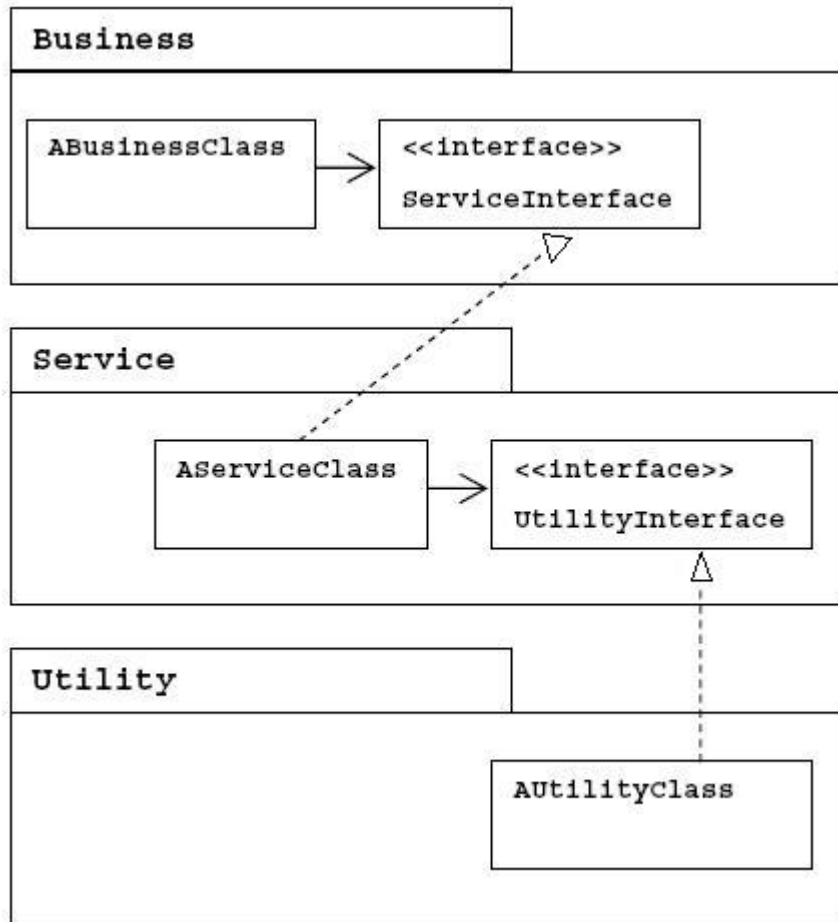 Business
ABusinessClass
<<interface>>
ServiceInterface
Service
AServiceClass
<<interface>>
UtilityInterface
Utility
AUtilityClass